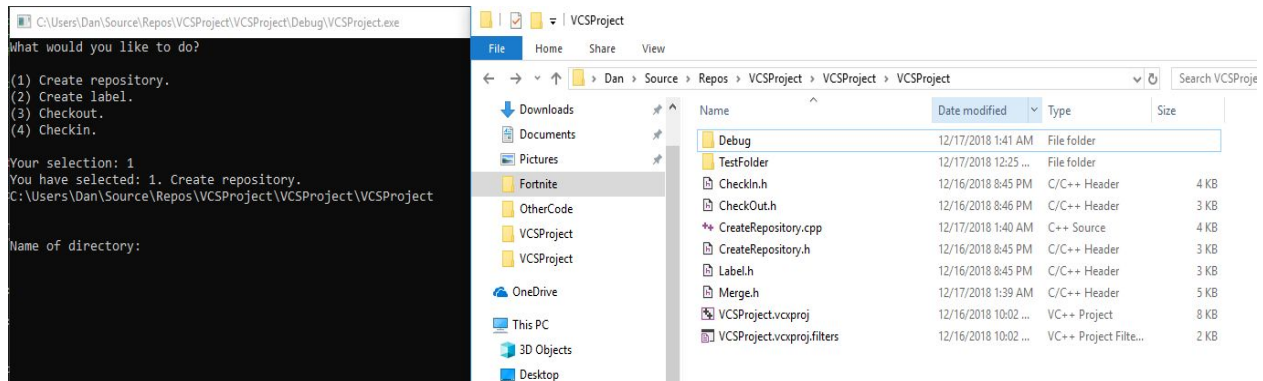 C:\Users\Dan\Source\Repos\VCSProject\VCSProject\Debug\VCSProject.exe
What would you like to do?
(1) Create repository.
(2) Create label.
(3) Checkout.
(4) Checkin.
Your selection: 1
You have selected: 1. Create repository.
C:\Users\Dan\Source\Repos\VCSProject\VCSProject\VCSProject
Name of directory:
VCSProject
File Home Share View
Dan > Source > Repos > VCSProject > VCSProject > VCSProject
Search VCSProje
Downloads
Documents
Pictures
Fortnite
OtherCode
VCSProject
VCSProject
OneDrive
This PC
3D Objects
Desktop
Name Date modified Type Size
Debug 12/17/2018 1:41 AM File folder
TestFolder 12/17/2018 12:25 ... File folder
CheckIn.h 12/16/2018 8:45 PM C/C++ Header 4 KB
CheckOut.h 12/16/2018 8:46 PM C/C++ Header 3 KB
CreateRepository.cpp 12/17/2018 1:40 AM C++ Source 4 KB
CreateRepository.h 12/16/2018 8:45 PM C/C++ Header 3 KB
Label.h 12/16/2018 8:45 PM C/C++ Header 3 KB
Merge.h 12/17/2018 1:39 AM C/C++ Header 5 KB
VCSProject.vcxproj 12/16/2018 10:02 ... VC++ Project 8 KB
VCSProject.vcxproj.filters 12/16/2018 10:02 ... VC++ Project Filte... 2 KB